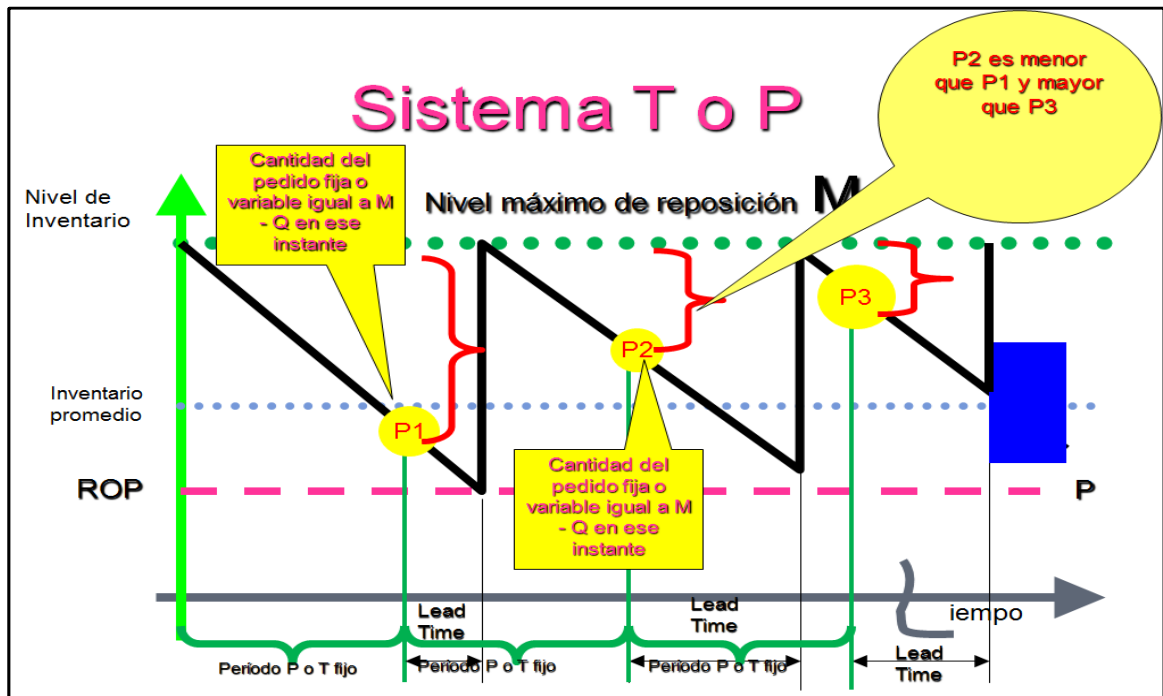 P2 es menor
que P1 y mayor
que P3
Sistema T o P
Cantidad del
pedido fija o
variable igual a M
- Q en ese
instante
Nivel de
Inventario
Nivel máximo de reposición M
P3
P2
Inventario
promedio
P1
Cantidad del
pedido fija o
variable igual a M
- Q en ese
instante
ROP
P
iempo
Lead
Time
Lead
Time
Lead
Time
Periodo P o T fijo
Periodo P o T fijo
Periodo P o T fijo